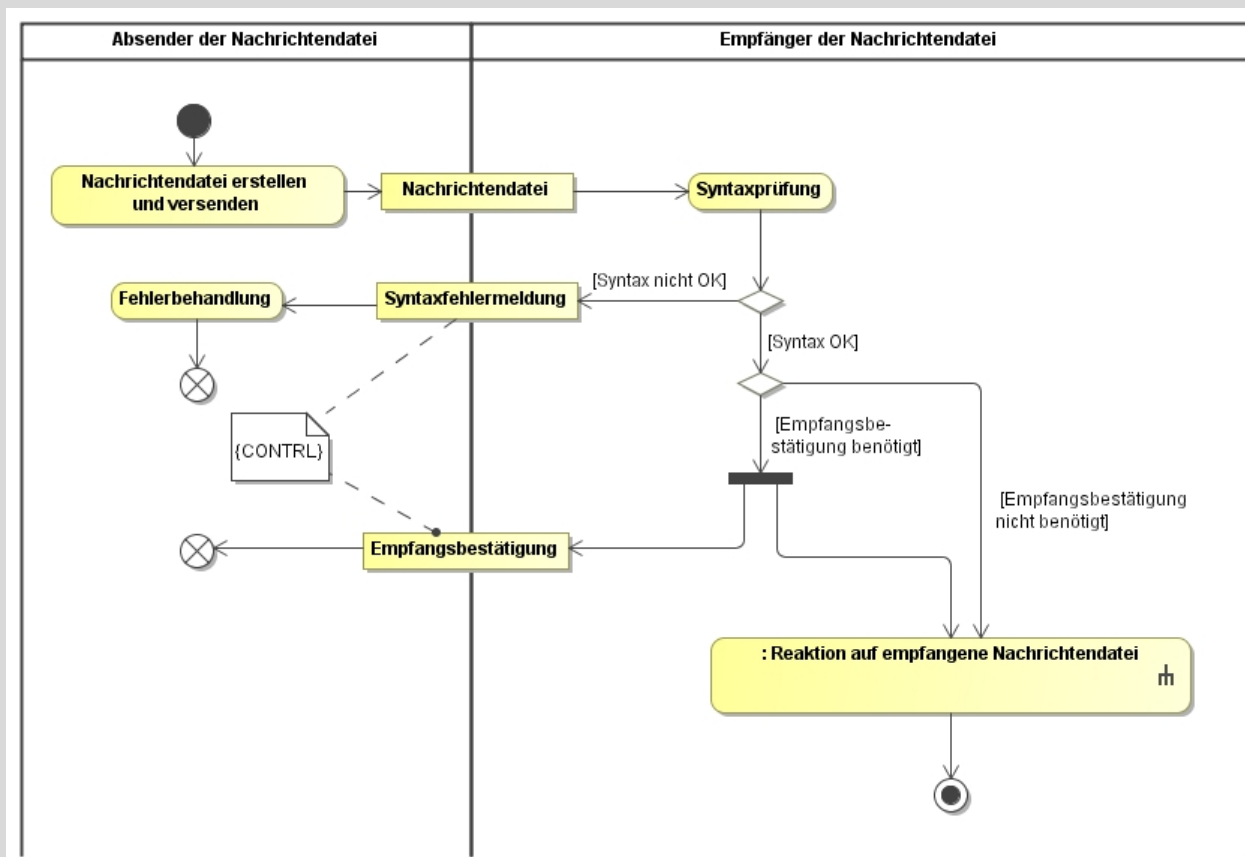 Absender der Nachrichtendatei
Empfänger der Nachrichtendatei
Nachrichtendatei erstellen
und versenden
Nachrichtendatei
Syntaxprüfung
[Syntax nicht OK]
Fehlerbehandlung
Syntaxfehlermeldung
[Syntax OK]
{CONTRL}
[Empfangsbe-
stätigung benötigt]
[Empfangsbestätigung
nicht benötigt]
Empfangsbestätigung
: Reaktion auf empfangene Nachrichtendatei